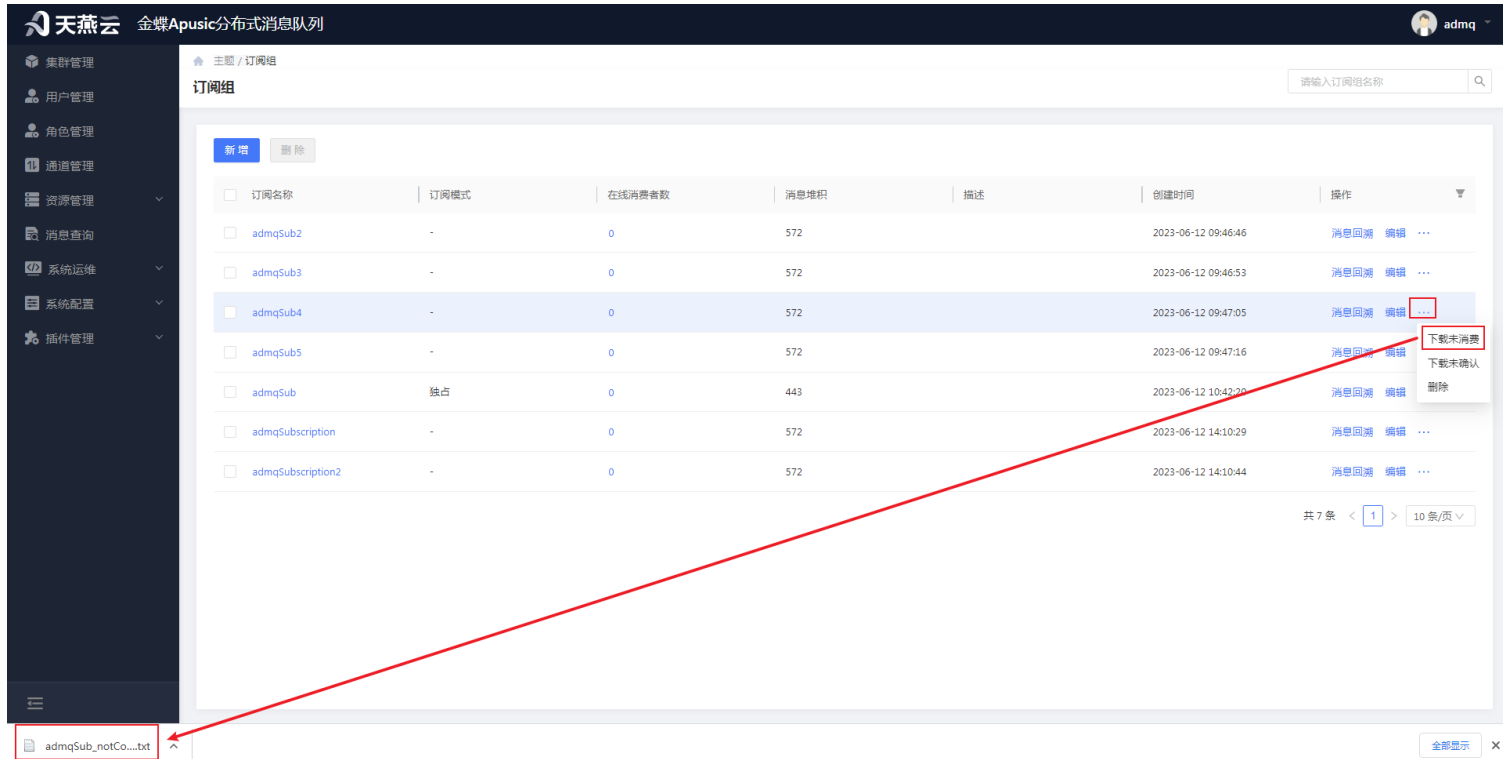 天燕云 金蝶Apusic分布式消息队列 admq
集群管理
用户管理
角色管理
通道管理
资源管理
消息查询
系统运维
系统配置
插件管理
主题 / 订阅组
订阅组
请输入订阅组名称
新增 删除
订阅名称 订阅模式 在线消费者数 消息堆积 描述 创建时间 操作
admqSub2 - 0 572 2023-06-12 09:46:46 消息回溯 编辑 ···
admqSub3 - 0 572 2023-06-12 09:46:53 消息回溯 编辑 ···
admqSub4 - 0 572 2023-06-12 09:47:05 消息回溯 编辑 ···
下载未消费
下载未确认
删除
admqSub5 - 0 572 2023-06-12 09:47:16 消息回溯 编辑
admqSub 独占 0 443 2023-06-12 10:42:20 消息回溯 编辑
admqSubscription - 0 572 2023-06-12 14:10:29 消息回溯 编辑 ···
admqSubscription2 - 0 572 2023-06-12 14:10:44 消息回溯 编辑 ···
共 7 条 < 1 > 10 条/页
admqSub_notCo....txt 全部显示